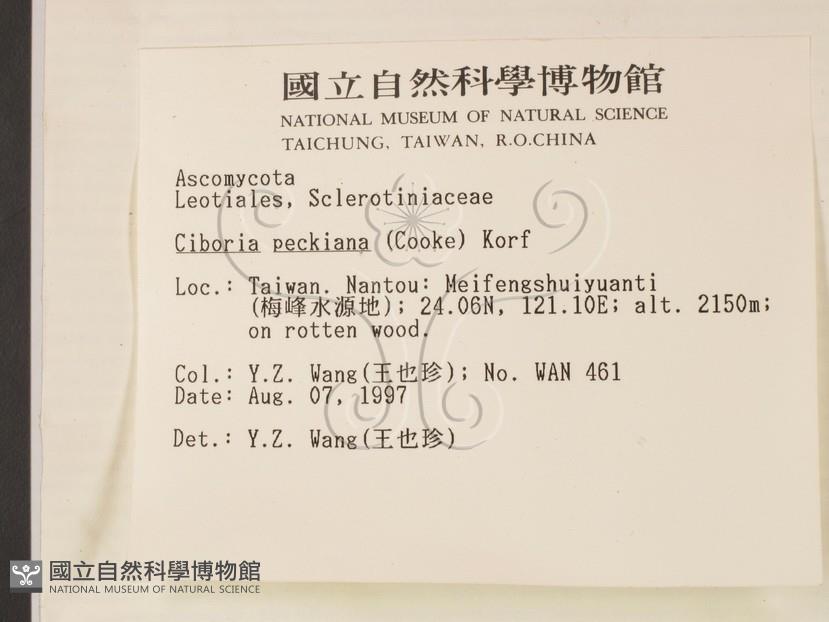 國立自然科學博物館
NATIONAL MUSEUM OF NATURAL SCIENCE
TAICHUNG, TAIWAN, R.O.CHINA
Ascomycota
Leotiales, Sclerotiniaceae
Ciboria peckiana (Cooke) Korf
Loc.: Taiwan. Nantou: Meifengshuiyuanti
(梅峰水源地); 24.06N, 121.10E; alt. 2150m;
on rotten wood.
Col.: Y.Z. Wang(王也珍); No. WAN 461
Date: Aug. 07, 1997
Det.: Y.Z. Wang(王也珍)
國立自然科學博物館
NATIONAL MUSEUM OF NATURAL SCIENCE